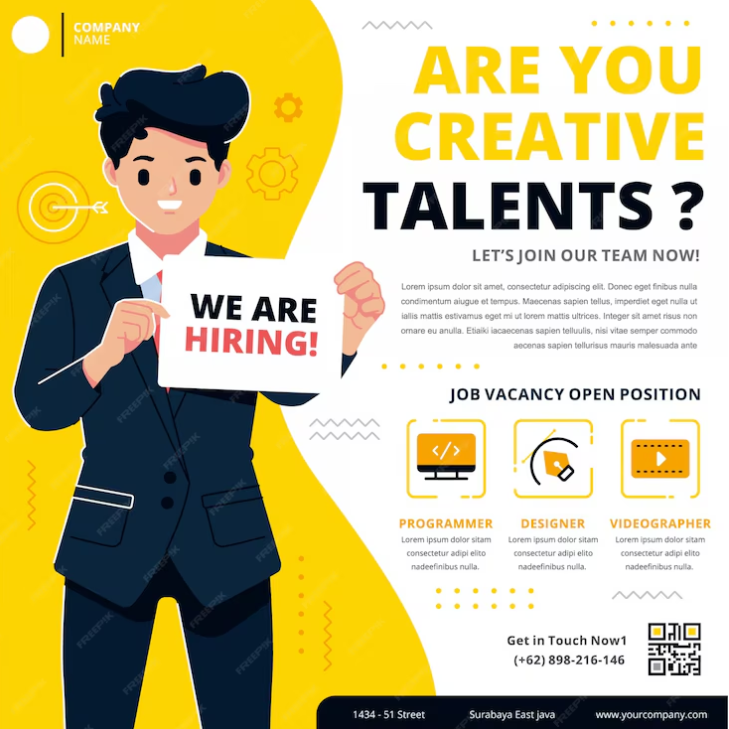 COMPANY
NAME
ARE YOU
CREATIVE
TALENTS ?
LET'S JOIN OUR TEAM NOW!
Lorem ipsum dolor sit amet, consectetur adipiscing elit. Donec eget finibus nulla
condimentum augue et tempus. Maecenas sapien tellus, imperdiet eget nulla ut
iallis mattis ultrices eget mi ut lorem mattis ultrices. Integer sit amet risus non
ornare eu anulla. Etiaiki iacaecenas sapien telluulis, nisi vitae semper commodo
aecenas sapien tellurisus mauris malesuada ante
WE ARE
HIRING!
JOB VACANCY OPEN POSITION
</>
PROGRAMMER
Lorem ipsum dolor sitam
consectetur adipi elito
nadeefinibus nulla.
DESIGNER
Lorem ipsum dolor sitam
consectetur adipi elito
nadeefinibus nulla.
VIDEOGRAPHER
Lorem ipsum dolor sitam
consectetur adipi elito
nadeefinibus nulla.
Get in Touch Now1
(+62) 898-216-146
1434 - 51 Street
Surabaya East java
www.yourcompany.com
FREEPIK